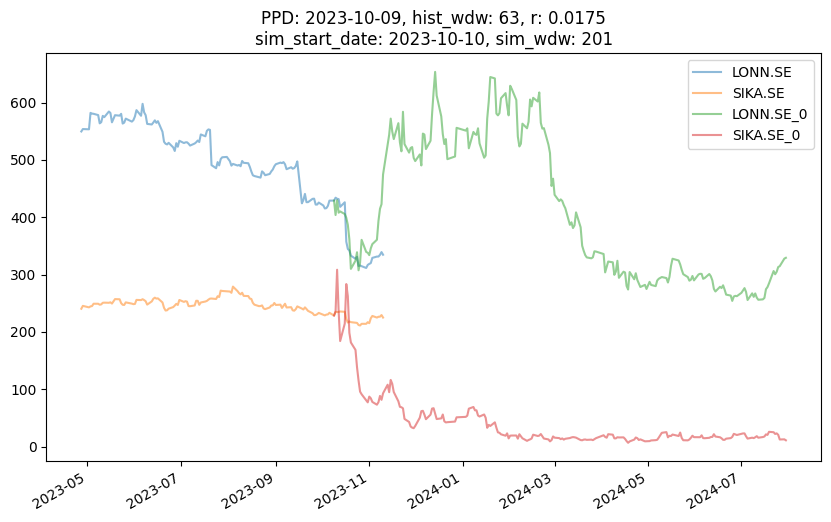 PPD: 2023-10-09, hist_wdw: 63, r: 0.0175
sim_start_date: 2023-10-10, sim_wdw: 201
LONN.SE
SIKA.SE
LONN.SE_0
SIKA.SE_0
600
500
400
300
200
100
0
2023-05
2023-07
2023-09
2023-11
2024-01
2024-03
2024-05
2024-07